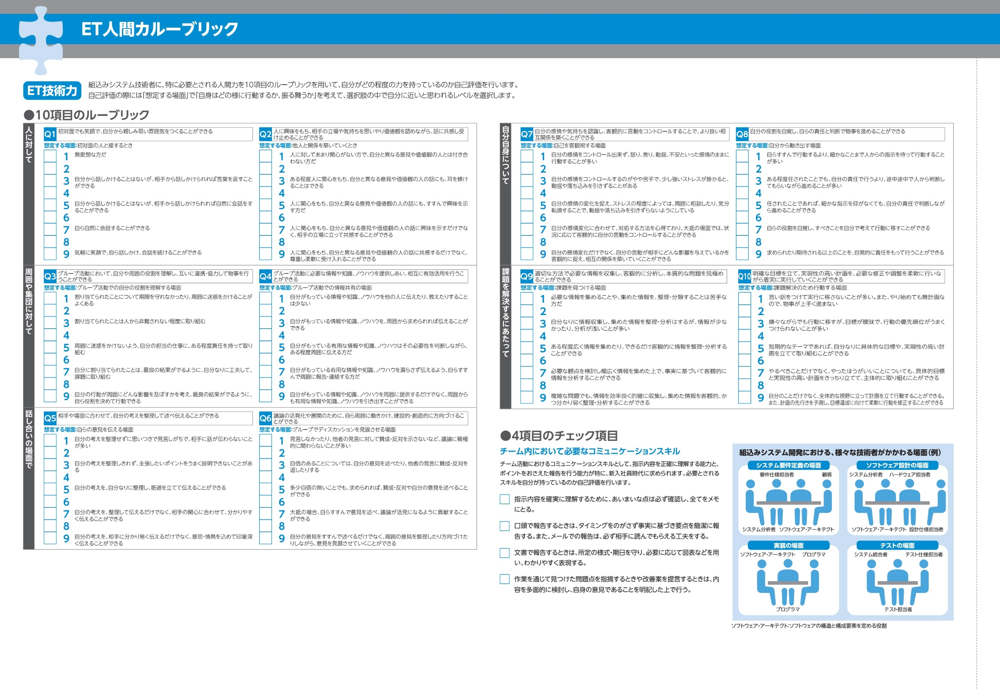 ET人間力ルーブリック
ET技術力
組込みシステム技術者に、特に必要とされる人間力を10項目のルーブリックを用いて、自分がどの程度の力を持っているのか自己評価を行います。
自己評価の際には「想定する場面」で「自身はどの様に行動するか、振る舞うか」を考えて、選択肢の中で自分に近いと思われるレベルを選択します。
●10項目のルーブリック
人に対して
Q1 初対面でも笑顔で、自分から親しみ易い雰囲気をつくることができる
想定する場面:初対面の人と接するとき
1 無愛想な方だ
2
3 自分から話しかけることはないが、相手から話しかけられれば言葉を返すこと
ができる
4
5 自分から話しかけることはないが、相手から話しかけられれば自然に会話をす
ることができる
6
7 自ら自然に会話することができる
8
9 気軽に笑顔で、自ら話しかけ、会話を続けることができる
Q2 人に興味をもち、相手の立場や気持ちを思いやり価値観を認めながら、話に共感し受
け止めることができる
想定する場面:他人と関係を築いていくとき
1 人に対してあまり関心がない方で、自分と異なる意見や価値観の人とは付き合
わない方だ
2
3 ある程度人に関心をもち、自分と異なる意見や価値観の人の話にも、耳を傾け
ることはできる
4
5 人に関心をもち、自分と異なる意見や価値観の人の話にも、すすんで興味を示
す方だ
6
7 人に関心をもち、自分と異なる意見や価値観の人の話に興味を示すだけでな
く、相手の立場に立って共感することができる
8
9 人に関心をもち、自分と異なる意見や価値観の人の話に共感するだけでなく、
尊重し柔軟に受け入れることができる
周囲や集団に対して
Q3 グループ活動において、自分や周囲の役割を理解し、互いに連携・協力して物事を行
うことができる
想定する場面:グループ活動での自分の役割を理解する場面
1 割り当てられたことについて期限を守れなかったり、周囲に迷惑をかけることが
よくある
2
3 割り当てられたことは人から非難されない程度に取り組む
4
5 周囲に迷惑をかけないよう、自分の担当の仕事に、ある程度責任を持って取り
組む
6
7 自分に割り当てられたことは、最良の結果がでるように、自分なりに工夫して、
課題に取り組む
8
9 自分の行動が周囲にどんな影響を及ぼすかを考え、最良の結果がでるように、
自ら役割を決めて行動できる
Q4 グループ活動に必要な情報や知識、ノウハウを提供しあい、相互に有効活用を行うこ
とができる
想定する場面:グループ活動での情報共有の場面
1 自分がもっている情報や知識、ノウハウを他の人に伝えたり、教えたりすること
は少ない
2
3 自分がもっている情報や知識、ノウハウを、周囲から求められれば伝えることが
できる
4
5 自分がもっている有用な情報や知識、ノウハウはその必要性を判断しながら、
ある程度周囲に伝える方だ
6
7 自分がもっている有用な情報や知識、ノウハウを漏らさず伝えるよう、自らすす
んで周囲に報告・連絡する方だ
8
9 自分がもっている情報や知識、ノウハウを周囲に提供するだけでなく、周囲から
も有用な情報や知識、ノウハウを引き出すことができる
話し合いの場面で
Q5 相手や場面に合わせて、自分の考えを整理して述べ伝えることができる
想定する場面:自らの意見を伝える場面
1 自分の考えを整理せずに思いつきで発言しがちで、相手に話が伝わらないこと
が多い
2
3 自分の考えを整理しきれず、主張したいポイントをうまく説明できないことがあ
る
4
5 自分の考えを、自分なりに整理し、筋道を立てて伝えることができる
6
7 自分の考えを、整理して伝えるだけでなく、相手の関心に合わせて、分かりやす
く伝えることができる
8
9 自分の考えを、相手に分かり易く伝えるだけでなく、意思・情熱を込めて印象深
く伝えることができる
Q6 議論の活発化や展開のために、自ら周囲に働きかけ、建設的・創造的に方向づけるこ
とができる
想定する場面:グループでディスカッションを発展させる場面
1 発言しなかったり、他者の発言に対して賛成・反対を示さないなど、議論に積極
的に関わらないことが多い
2
3 自信のあることについては、自分の意見を述べたり、他者の発言に賛成・反対を
返したりする
4
5 多少自信の無いことでも、求められれば、賛成・反対や自分の意見を述べること
ができる
6
7 大抵の場合、自らすすんで意見を述べ、議論が活発になるように貢献すること
ができる
8
9 自分の意見をすすんで述べるだけでなく、周囲の意見を整理したり方向づけた
りしながら、意見を発展させていくことができる
自分自身について
Q7 自分の感情や気持ちを認識し、客観的に言動をコントロールすることで、より良い相
互関係を築くことができる
想定する場面:自己を客観視する場面
1 自分の感情をコントロール出来ず、怒り、焦り、動揺、不安といった感情のままに
行動することが多い
2
3 自分の感情をコントロールするのがやや苦手で、少し強いストレスが掛かると、
動揺や落ち込みを引きずることがある
4
5 自分の感情の変化を捉え、ストレスの程度によっては、周囲に相談したり、気分
転換することで、動揺や落ち込みを引きずらないようにしている
6
7 自分の感情変化に合わせて、対処する方法を心得ており、大抵の場面では、状
況に応じて客観的に自分の言動をコントロールすることができる
8
9 自分の感情変化だけでなく、自分の言動が相手にどんな影響を与えているかを
客観的に捉え、相互の関係を築いていくことができる
Q8 自分の役割を自覚し、自らの責任と判断で物事を進めることができる
想定する場面:自分から動き出す場面
1 自らすすんで行動するより、細かなことまで人からの指示を待って行動すること
が多い
2
3 ある程度任されたことでも、自分の責任で行うより、途中途中で人から判断し
てもらいながら進めることが多い
4
5 任されたことであれば、細かな指示を仰がなくても、自分の責任で判断しなが
ら進めることができる
6
7 自らの役割を自覚し、すべきことを自分で考えて行動に移すことができる
8
9 求められたり期待される以上のことを、自発的に責任をもって行うことができる
課題を解決するにあたって
Q9 適切な方法で必要な情報を収集し、客観的に分析し、本質的な問題を見極め
ることができる
想定する場面:課題を見つける場面
1 必要な情報を集めることや、集めた情報を、整理・分類することは苦手な
方だ
2
3 自分なりに情報収集し、集めた情報を整理・分析はするが、情報が少な
かったり、分析が浅いことが多い
4
5 ある程度広く情報を集めたり、できるだけ客観的に情報を整理・分析する
ことができる
6
7 必要な観点を検討し幅広く情報を集めた上で、事実に基づいて客観的に
情報を分析することができる
8
9 複雑な問題でも、情報を効率良く的確に収集し、集めた情報を客観的、か
つ分かり易く整理・分析することができる
Q10 明確な目標を立て、実現性の高い計画を、必要な修正や調整を柔軟に行いな
がら着実に実行していくことができる
想定する場面:課題解決のため行動する場面
1 言い訳をつけて実行に移さないことが多い。また、やり始めても無計画な
ので、物事が上手く進まない
2
3 嫌々ながらでも行動に移すが、目標が曖昧で、行動の優先順位がうまく
つけられないことが多い
4
5 短期的なテーマであれば、自分なりに具体的な目標や、実現性の高い計
画を立てて取り組むことができる
6
7 やるべきことだけでなく、やったほうがいいことについても、具体的目標
と実現性の高い計画をきっちり立てて、主体的に取り組むことができる
8
9 自分のことだけでなく、全体的な視野に立って計画を立て行動することができる。
また、計画の先行きを予測し、目標達成に向けて柔軟に行動を修正することができる
●4項目のチェック項目
チーム内において必要なコミュニケーションスキル
チーム活動におけるコミュニケーションスキルとして、指示内容を正確に理解する能力と、
ポイントをおさえた報告を行う能力が特に、新入社員時代に求められます。必要とされる
スキルを自分が持っているのか自己評価を行います。
指示内容を確実に理解するために、あいまいな点は必ず確認し、全てをメモ
にとる。
口頭で報告するときは、タイミングをのがさず事実に基づき要点を簡潔に報
告する。また、メールでの報告は、必ず相手に読んでもらえる工夫をする。
文書で報告するときは、所定の様式・期日を守り、必要に応じて図表などを用
い、わかりやすく表現する。
作業を通じて見つけた問題点を指摘するときや改善案を提言するときは、内
容を多面的に検討し、自身の意見であることを明記した上で行う。
組込みシステム開発における、様々な技術者がかかわる場面(例)
システム要件定義の場面
要件仕様担当者 顧客
システム分析者 ソフトウェア・アーキテクト
ソフトウェア設計の場面
システム分析者 ハードウェア担当者
ソフトウェア・アーキテクト 設計仕様担当者
実装の場面
ソフトウェア・アーキテクト プログラマ
プログラマ
テストの場面
システム統合者 テスト仕様担当者
テスト担当者
ソフトウェア・アーキテクト:ソフトウェアの構造と構成要素を定める役割